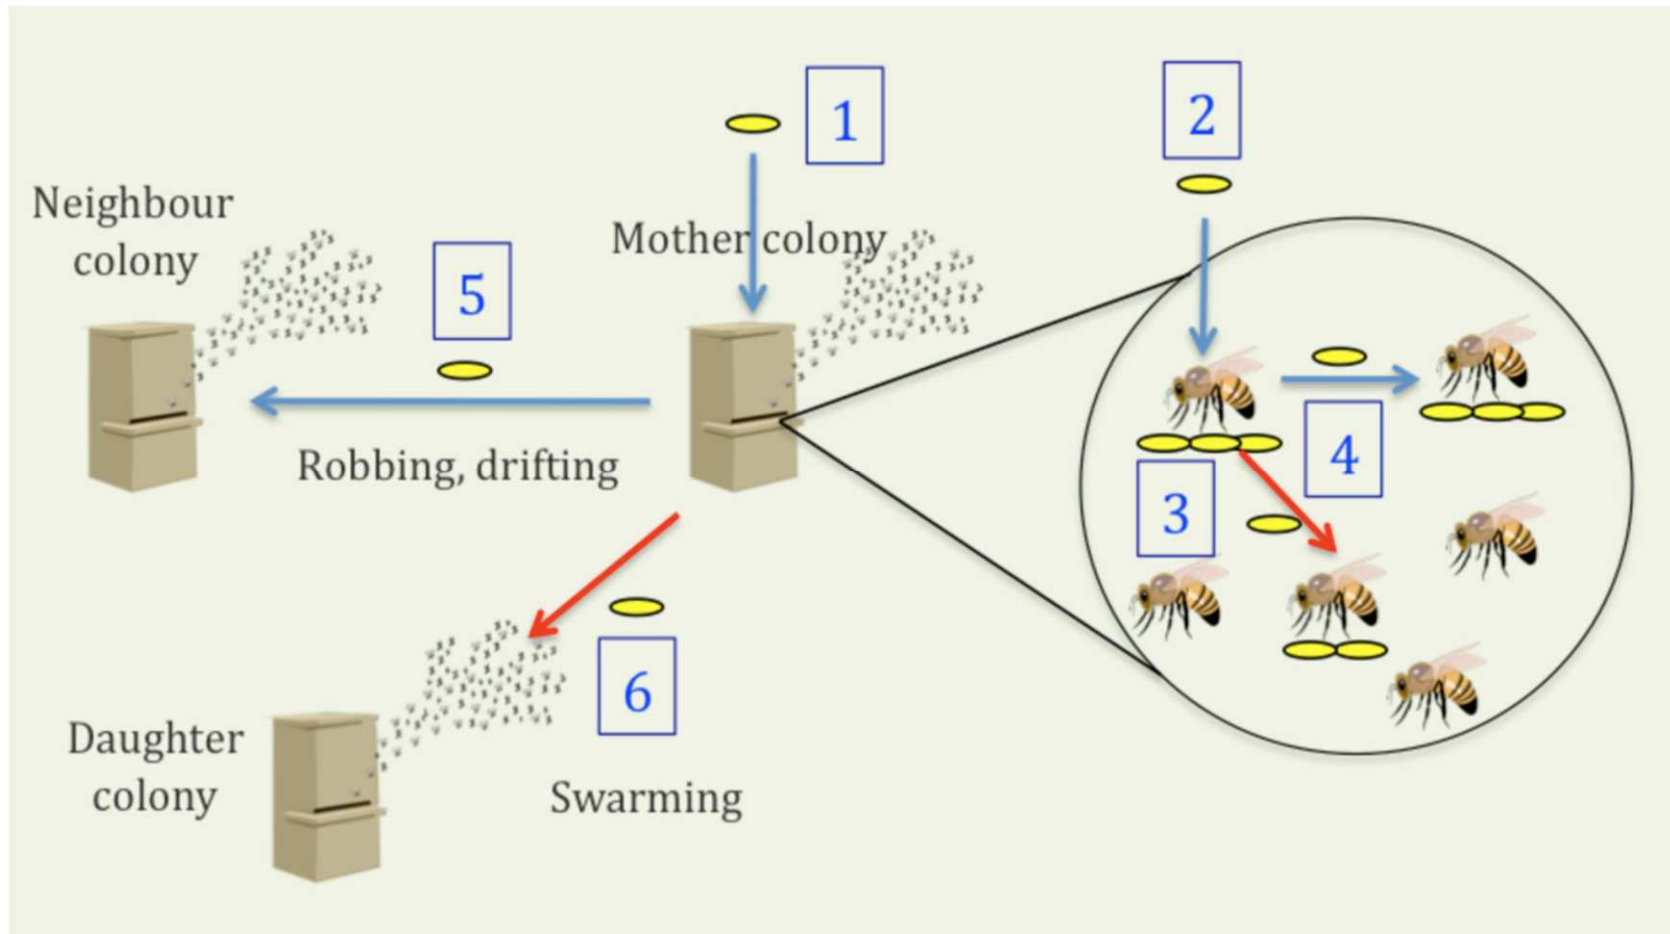 1
2
Neighbour
colony
Mother colony
5
4
Robbing, drifting
3
6
Daughter
colony
Swarming